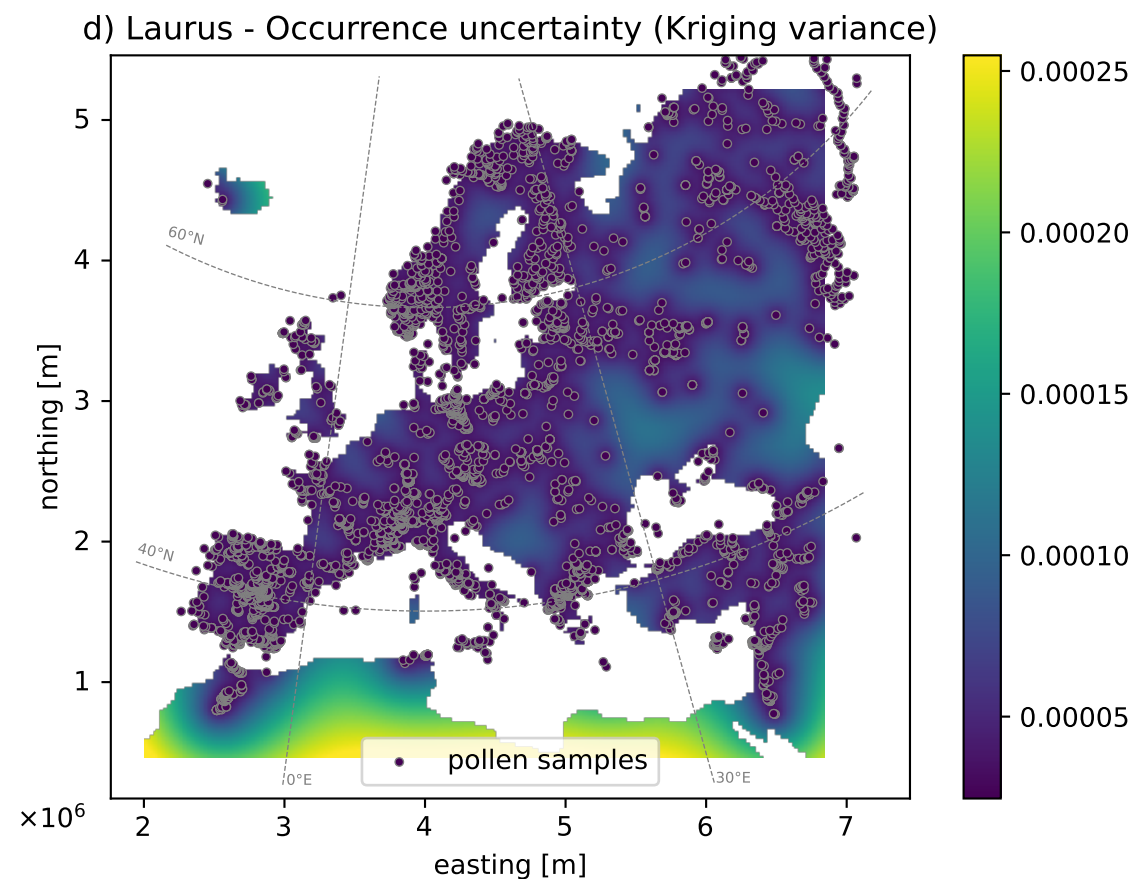 d) Laurus - Occurrence uncertainty (Kriging variance)
5
4
3
2
1
northing [m]
60°N
40°N
0°E
30°E
pollen samples
×10⁶
2 3 4 5 6 7
easting [m]
0.00025
0.00020
0.00015
0.00010
0.00005